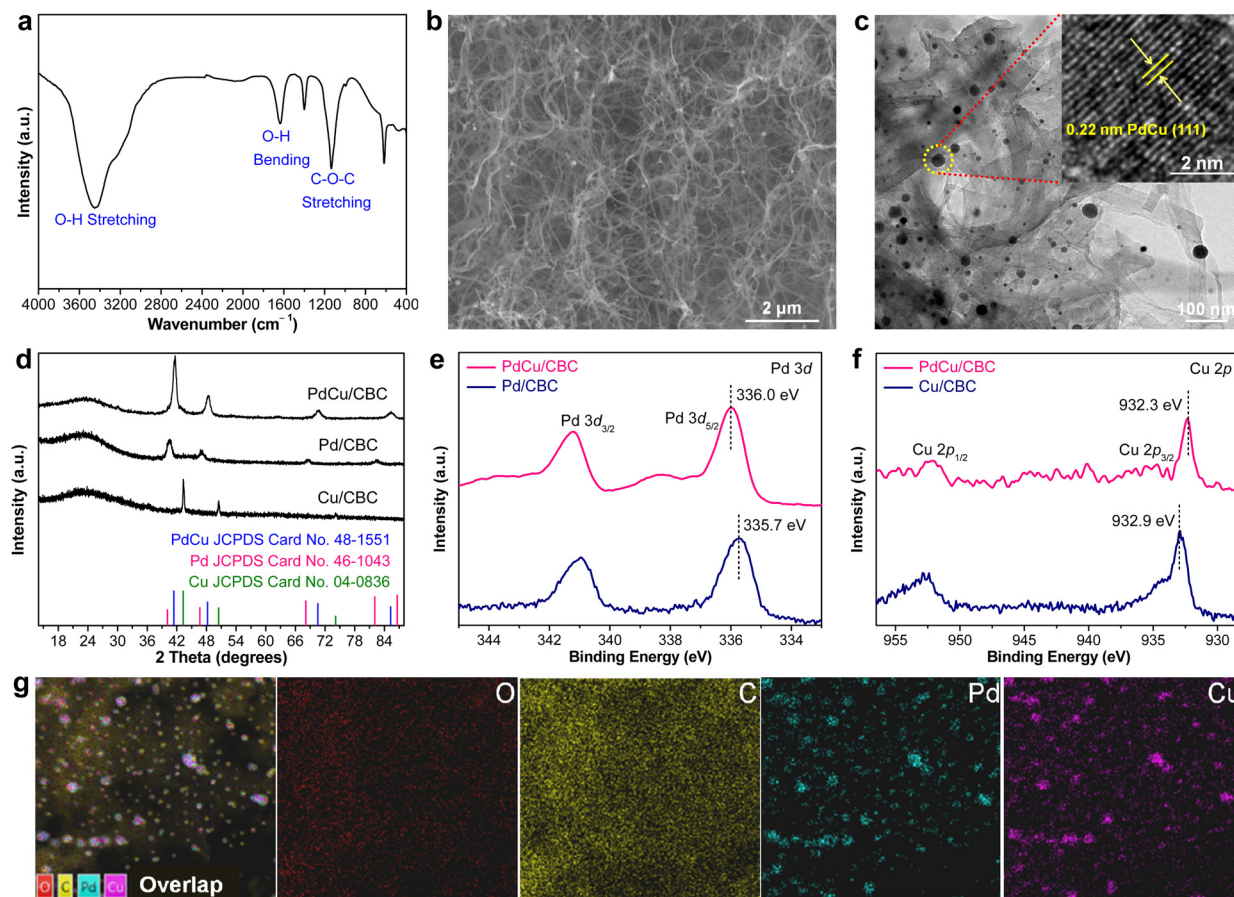 a
Intensity (a.u.)
O-H Stretching
O-H
Bending
C-O-C
Stretching
4000 3200 2400 1600 1200 800 400
Wavenumber (cm⁻¹)
b
2 μm
c
0.22 nm PdCu (111)
2 nm
100 nm
d
Intensity (a.u.)
PdCu/CBC
Pd/CBC
Cu/CBC
PdCu JCPDS Card No. 48-1551
Pd JCPDS Card No. 46-1043
Cu JCPDS Card No. 04-0836
18 24 30 36 42 48 54 60 66 72 78 84
2 Theta (degrees)
e
Intensity (a.u.)
PdCu/CBC
Pd/CBC
Pd 3d
336.0 eV
Pd 3d3/2
Pd 3d5/2
335.7 eV
344 342 340 338 336 334
Binding Energy (eV)
f
Intensity (a.u.)
PdCu/CBC
Cu/CBC
Cu 2p
932.3 eV
Cu 2p1/2
Cu 2p3/2
932.9 eV
955 950 945 940 935 930
Binding Energy (eV)
g
O C Pd Cu Overlap
O
C
Pd
Cu